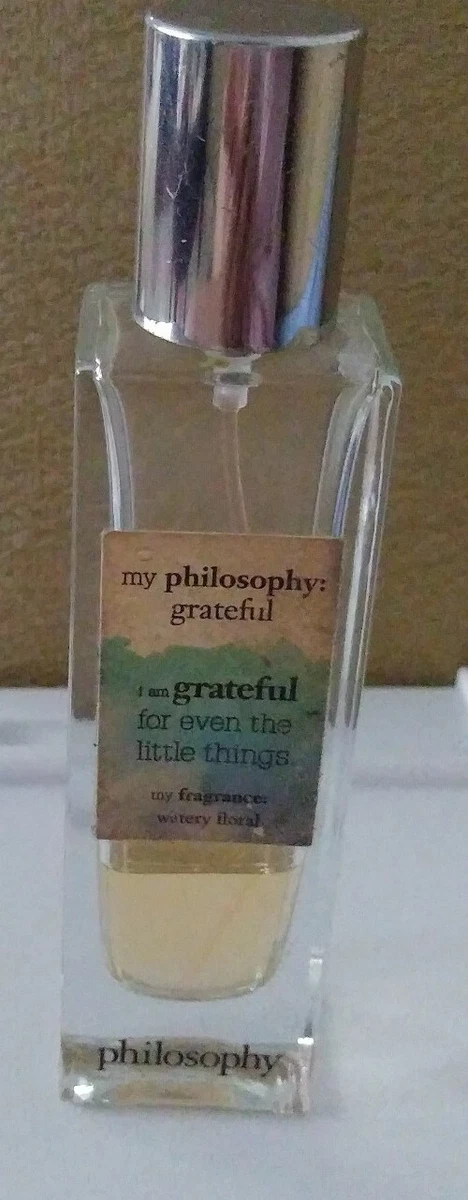 my philosophy:
grateful
i am grateful
for even the
little things.
my fragrance:
watery floral
philosophy